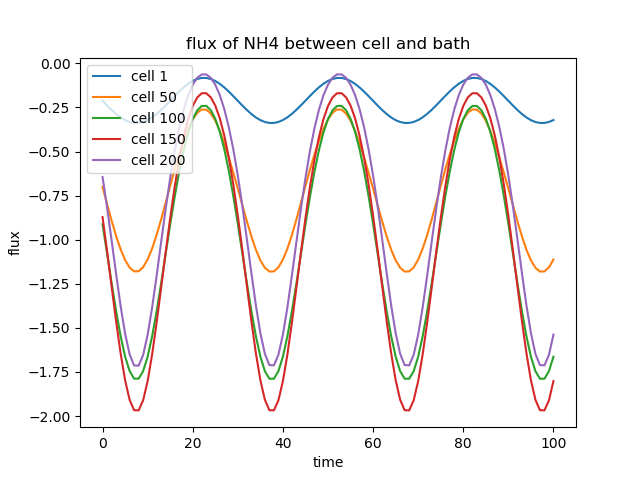 flux of NH4 between cell and bath
cell 1
cell 50
cell 100
cell 150
cell 200
0.00
−0.25
−0.50
−0.75
−1.00
−1.25
−1.50
−1.75
−2.00
flux
0
20
40
60
80
100
time